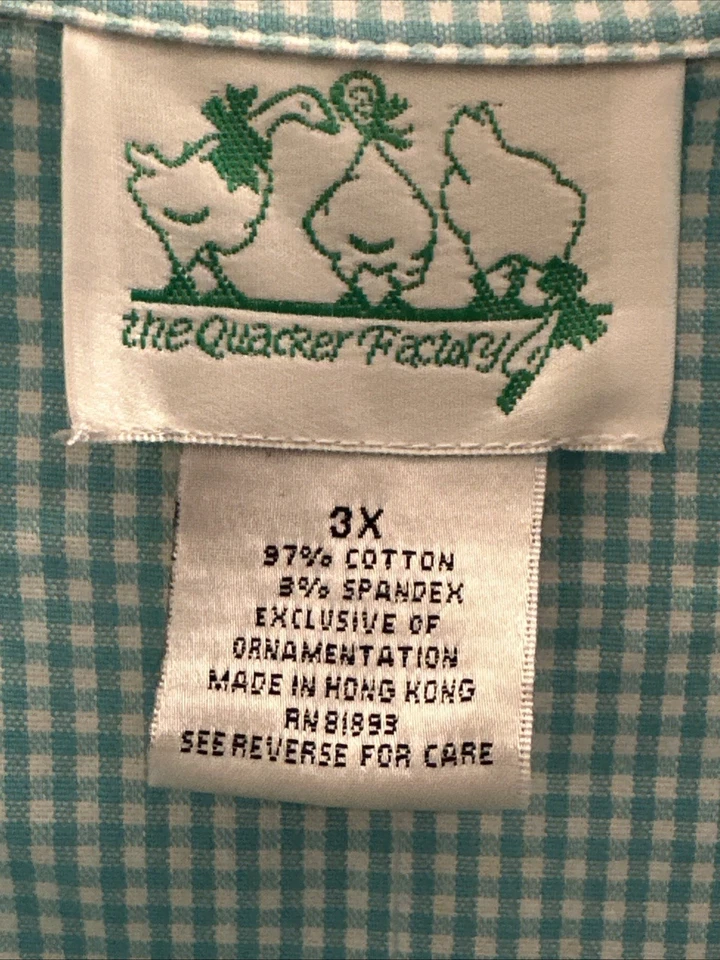 the Quacker Factory
3X
97% COTTON
3% SPANDEX
EXCLUSIVE OF
ORNAMENTATION
MADE IN HONG KONG
RN 81893
SEE REVERSE FOR CARE